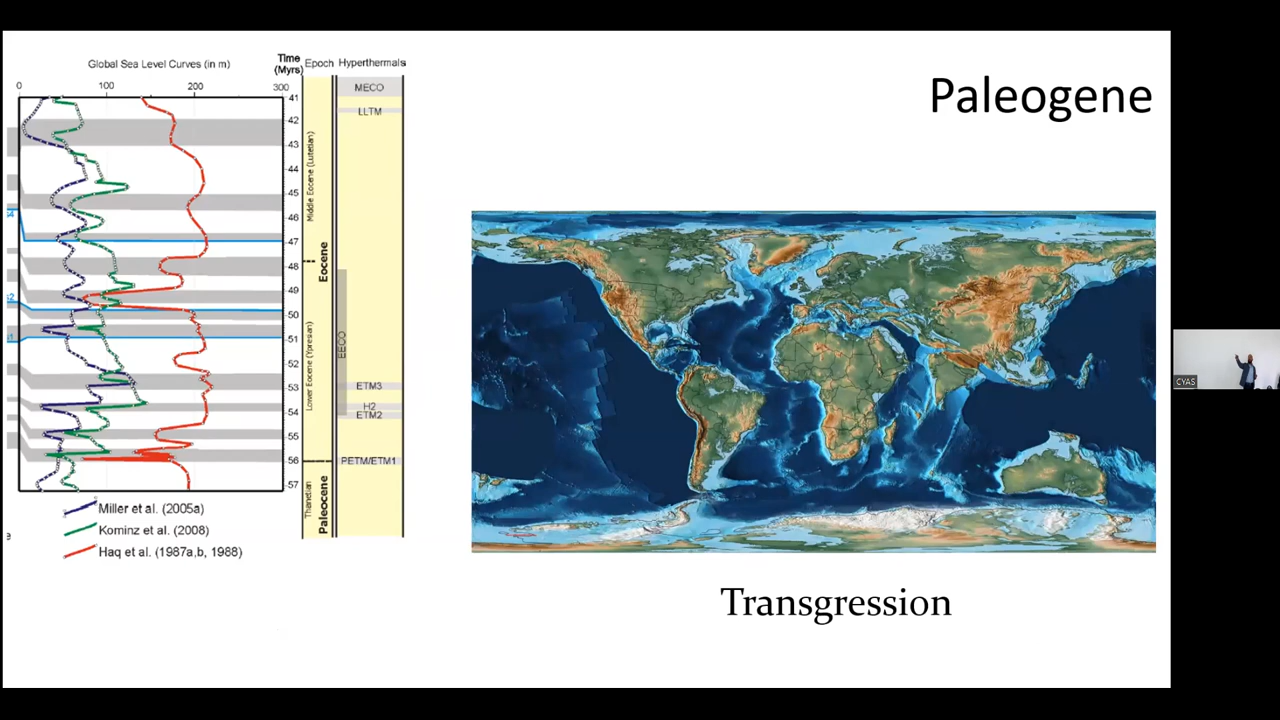 Paleogene
Global Sea Level Curves (in m)
0 100 200 300
Time
(Myrs)
Epoch
Hyperthermals
41
42
43
44
45
46
47
48
49
50
51
52
53
54
55
56
57
Middle Eocene (Lutetian)
Lower Eocene (Ypresian)
Thanetian
Eocene
Paleocene
MECO
LLTM
EECO
ETM3
H2
ETM2
PETM/ETM1
Miller et al. (2005a)
Kominz et al. (2008)
Haq et al. (1987a,b, 1988)
Transgression
CYAS